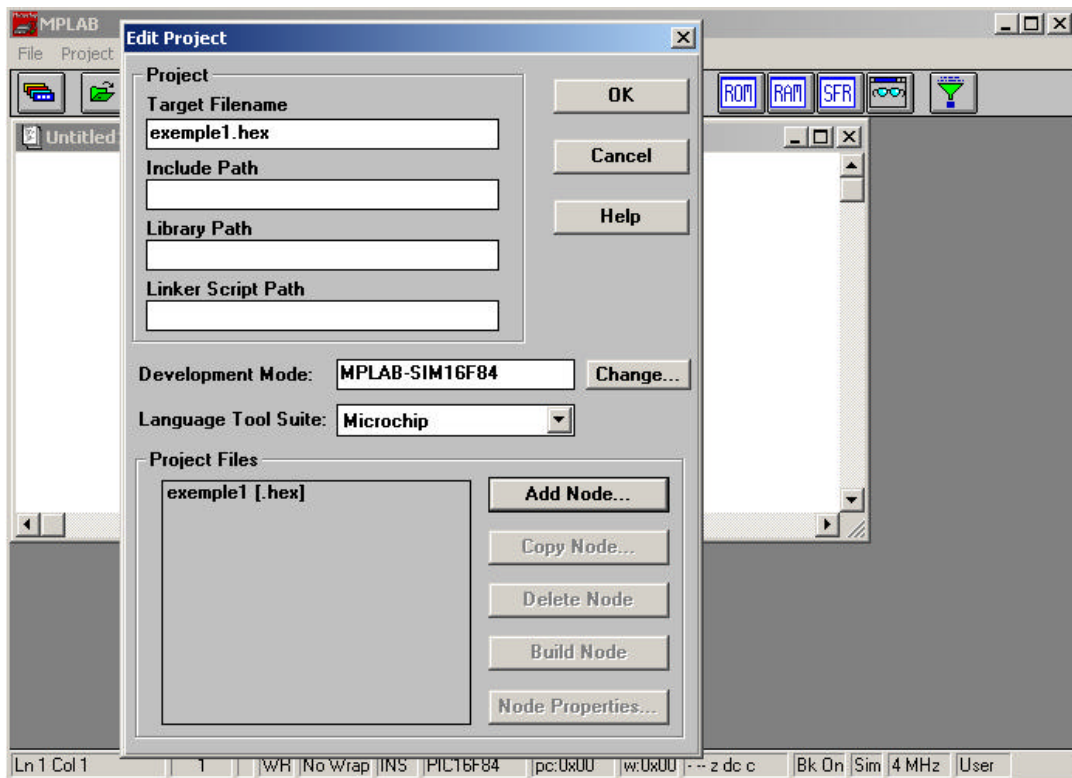 MPLAB
File Project
Edit Project
Project
Target Filename
exemple1.hex
Include Path
Library Path
Linker Script Path
OK
Cancel
Help
ROM RAM SFR
Untitled
Development Mode: MPLAB-SIM16F84 Change...
Language Tool Suite: Microchip
Project Files
exemple1 [.hex]
Add Node...
Copy Node...
Delete Node
Build Node
Node Properties...
Ln 1 Col 1 1 WR No Wrap INS PIC16F84 pc:0x00 w:0x00 - -- z dc c Bk On Sim 4 MHz User